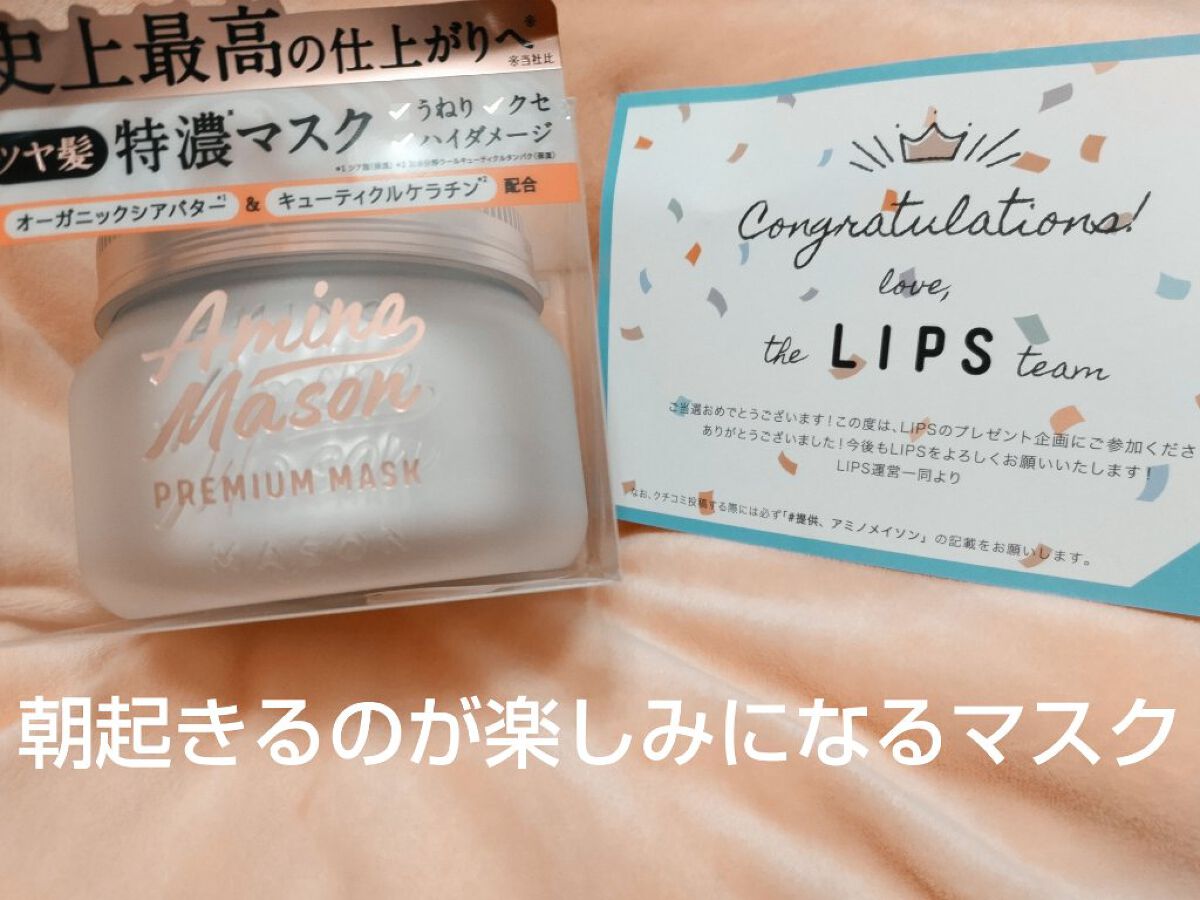 史上最高の仕上がりへ※
※当社比
ツヤ髪 特濃マスク ✓うねり ✓クセ
✓ハイダメージ
オーガニックシアバター*1 & キューティクルケラチン*2 配合
Amino
Mason
PREMIUM MASK
MASON
Congratulations!
love,
the LIPS team
ご当選おめでとうございます！この度は、LIPSのプレゼント企画にご参加くださ
ありがとうございました！今後もLIPSをよろしくお願いいたします！
LIPS運営一同より
なお、クチコミ投稿する際には必ず「#提供、アミノメイソン」の記載をお願いします。
朝起きるのが楽しみになるマスク